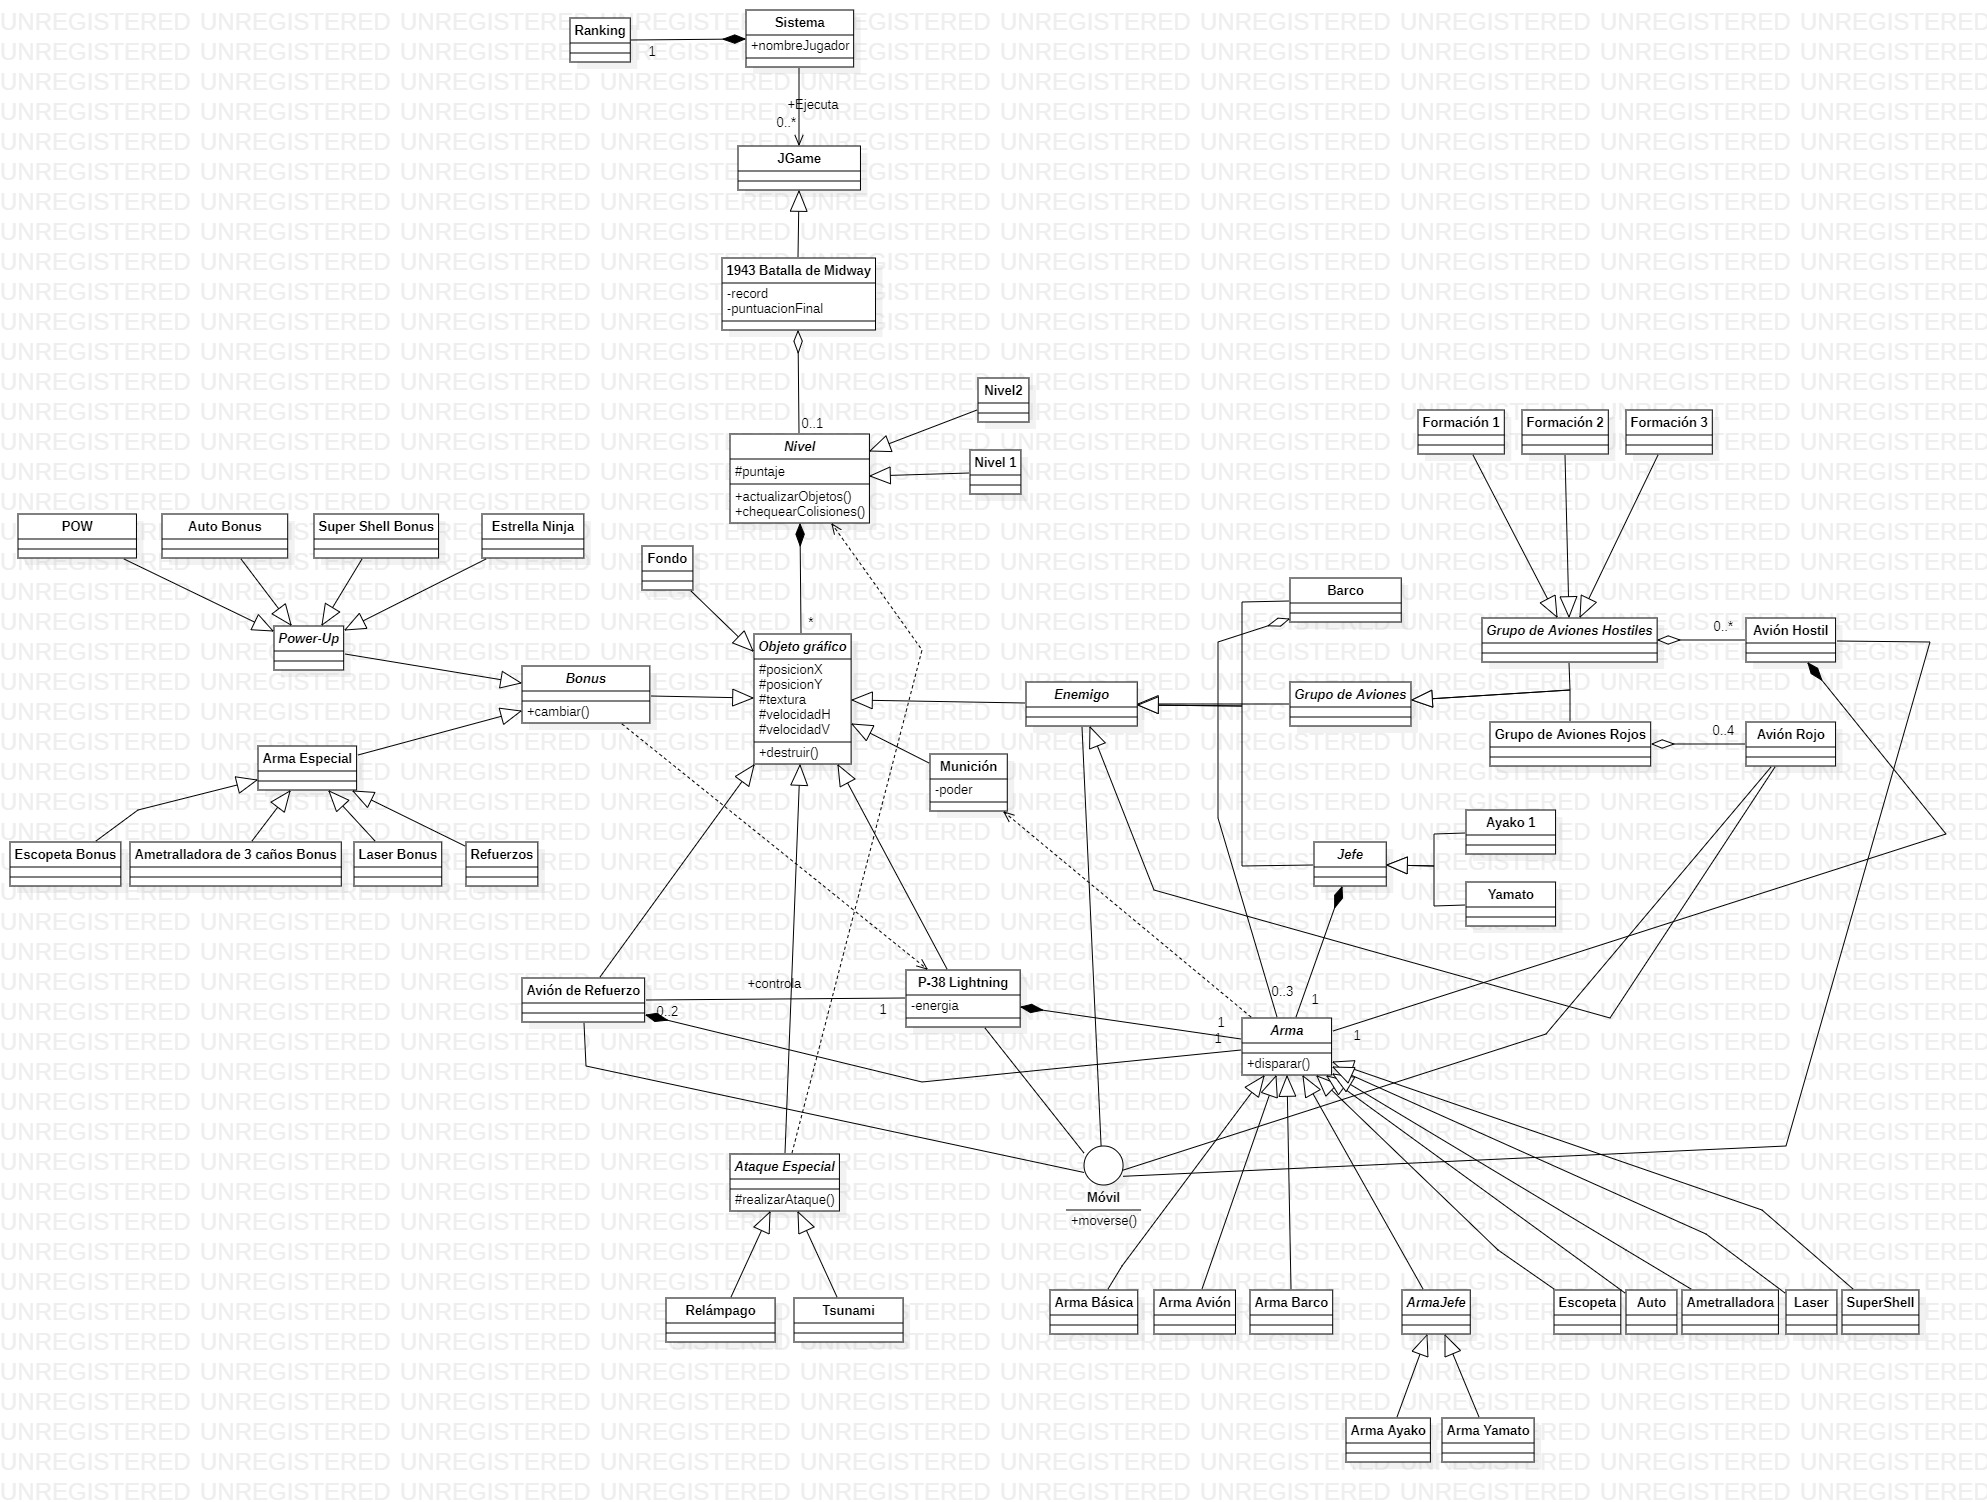 Ranking
1
Sistema
+nombreJugador
+Ejecuta
0..*
JGame
1943 Batalla de Midway
-record
-puntuacionFinal
0..1
Nivel2
Nivel
#puntaje
+actualizarObjetos()
+chequearColisiones()
Nivel 1
Formación 1
Formación 2
Formación 3
POW
Auto Bonus
Super Shell Bonus
Estrella Ninja
Fondo
Barco
*
Power-Up
Objeto gráfico
#posicionX
#posicionY
#textura
#velocidadH
#velocidadV
+destruir()
Grupo de Aviones Hostiles
0..*
Avión Hostil
Bonus
+cambiar()
Enemigo
Grupo de Aviones
Grupo de Aviones Rojos
0..4
Avión Rojo
Arma Especial
Munición
-poder
Ayako 1
Escopeta Bonus
Ametralladora de 3 caños Bonus
Laser Bonus
Refuerzos
Jefe
Yamato
Avión de Refuerzo
+controla
0..2
1
P-38 Lightning
-energia
0..3
1
1
1
Arma
+disparar()
1
Ataque Especial
#realizarAtaque()
Móvil
+moverse()
Relámpago
Tsunami
Arma Básica
Arma Avión
Arma Barco
ArmaJefe
Escopeta
Auto
Ametralladora
Laser
SuperShell
Arma Ayako
Arma Yamato
UNREGISTERED